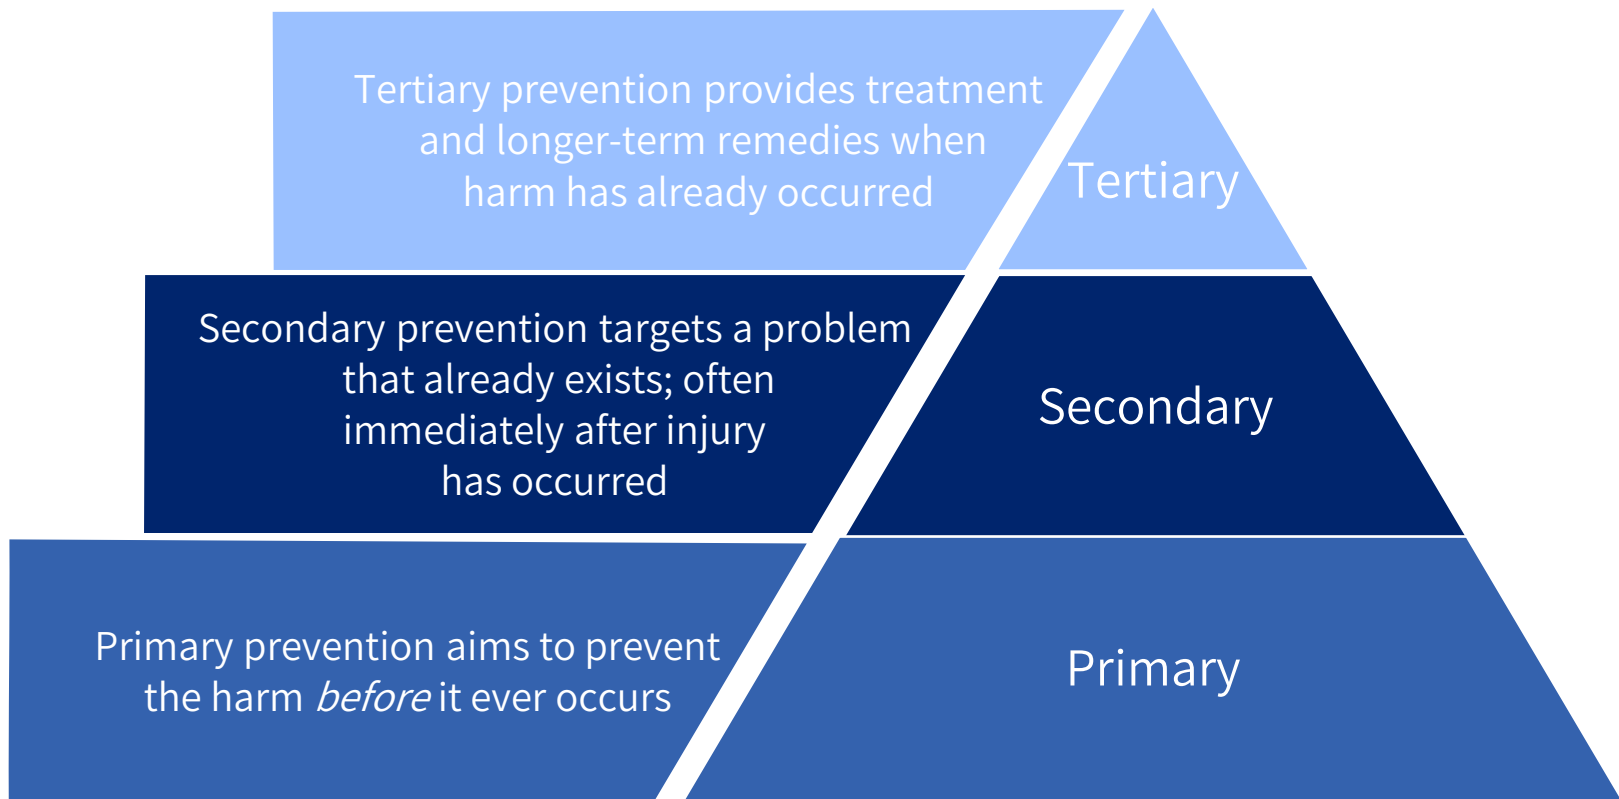 Tertiary prevention provides treatment
and longer-term remedies when
harm has already occurred
Tertiary
Secondary prevention targets a problem
that already exists; often
immediately after injury
has occurred
Secondary
Primary prevention aims to prevent
the harm before it ever occurs
Primary